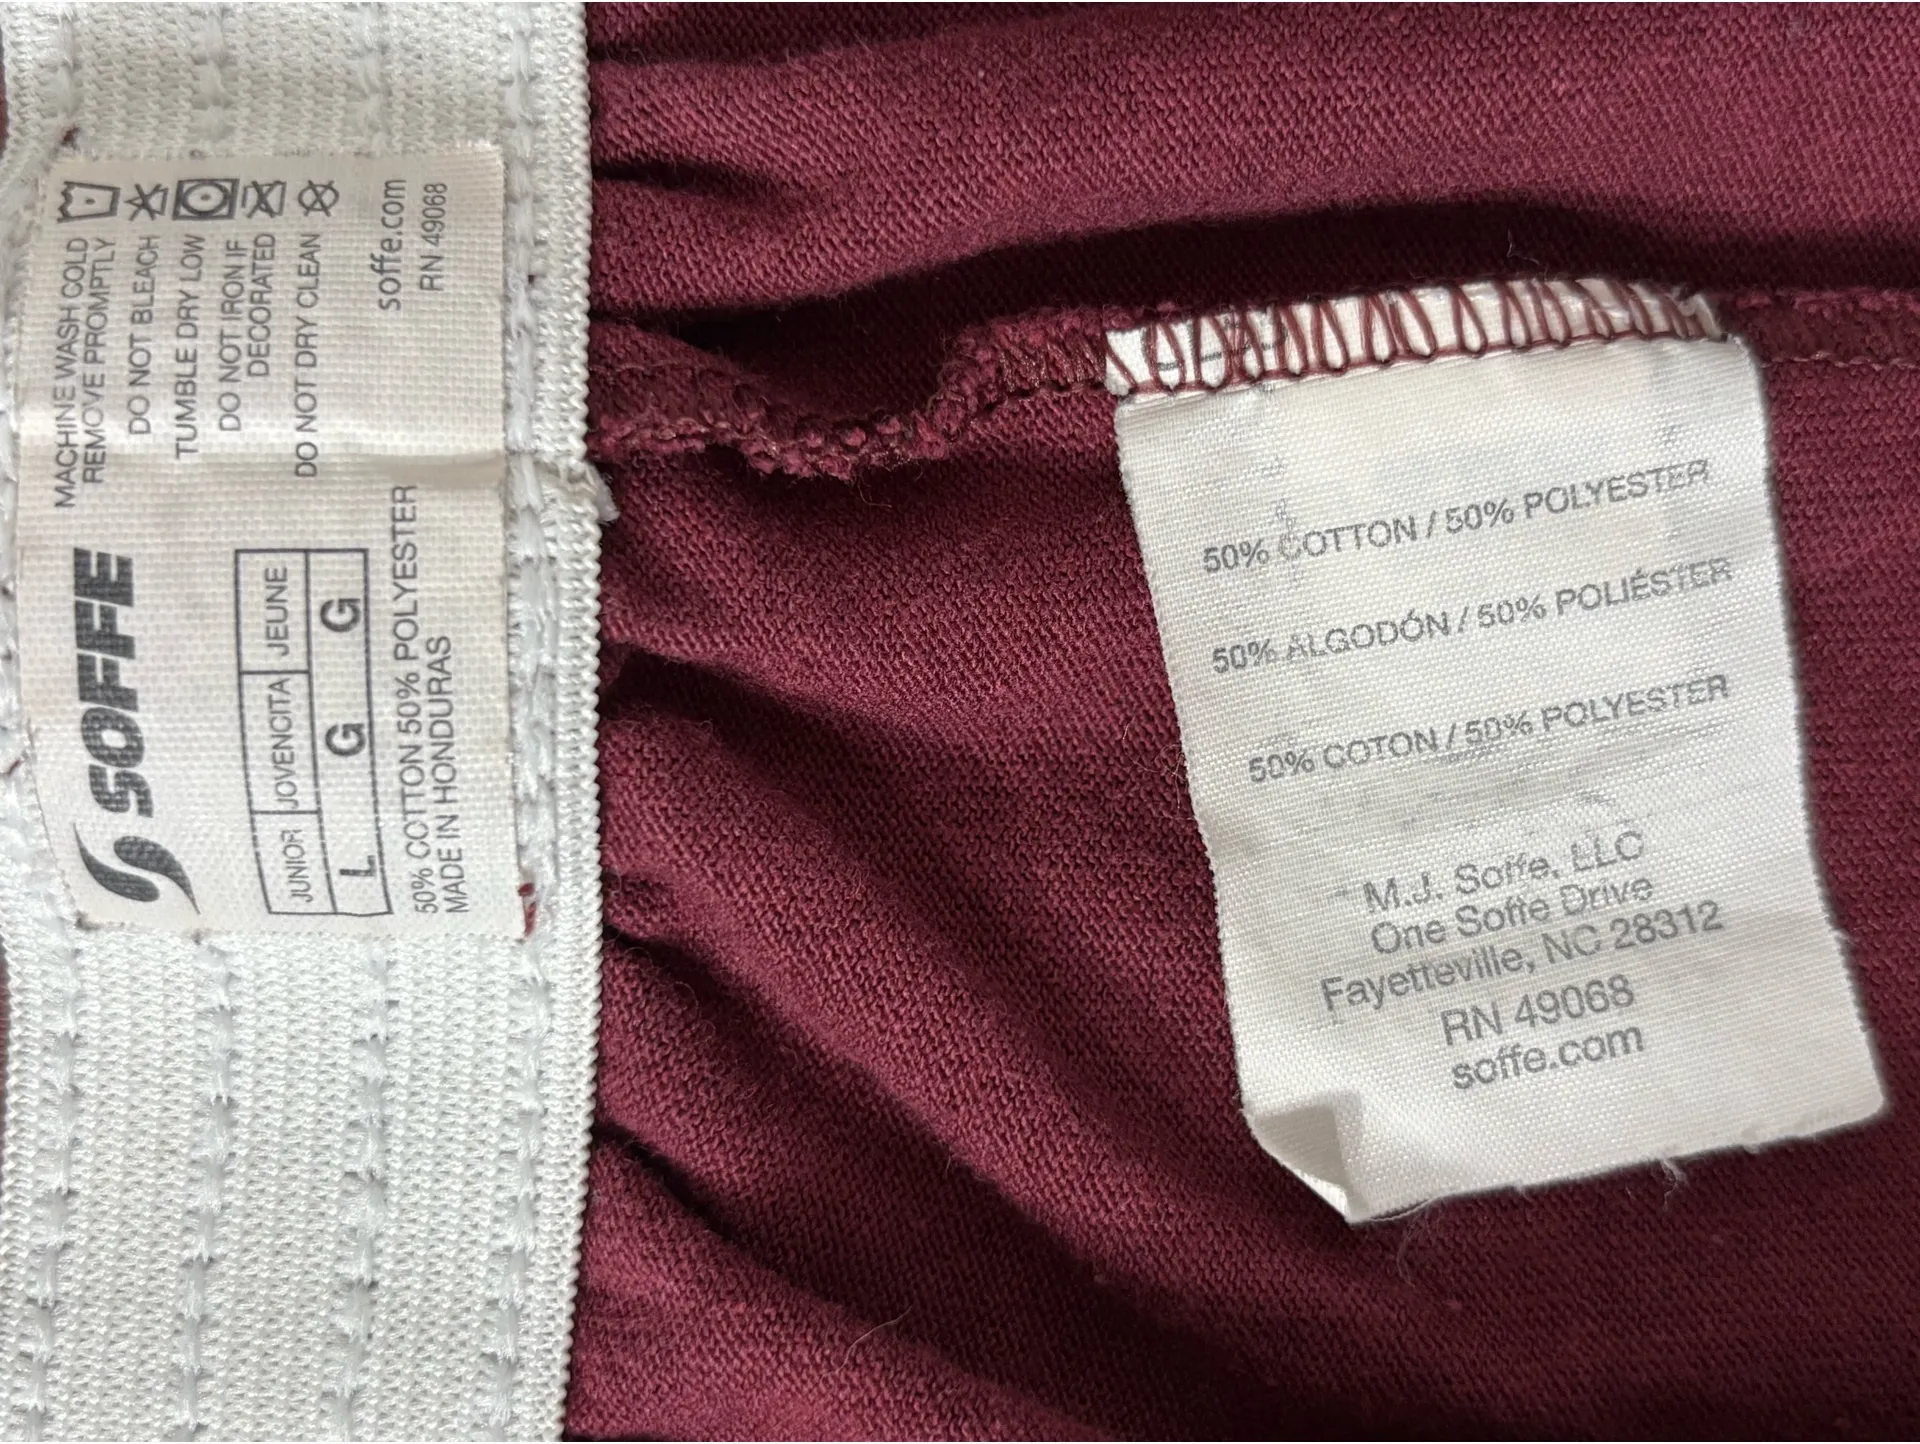 SOFFE
JUNIOR JOVENCITA JEUNE
L G G
50% COTTON 50% POLYESTER
MADE IN HONDURAS
MACHINE WASH COLD
REMOVE PROMPTLY
DO NOT BLEACH
TUMBLE DRY LOW
DO NOT IRON IF
DECORATED
DO NOT DRY CLEAN
soffe.com
RN 49068
50% COTTON / 50% POLYESTER
50% ALGODÓN / 50% POLIÉSTER
50% COTON / 50% POLYESTER
M.J. Soffe, LLC
One Soffe Drive
Fayetteville, NC 28312
RN 49068
soffe.com